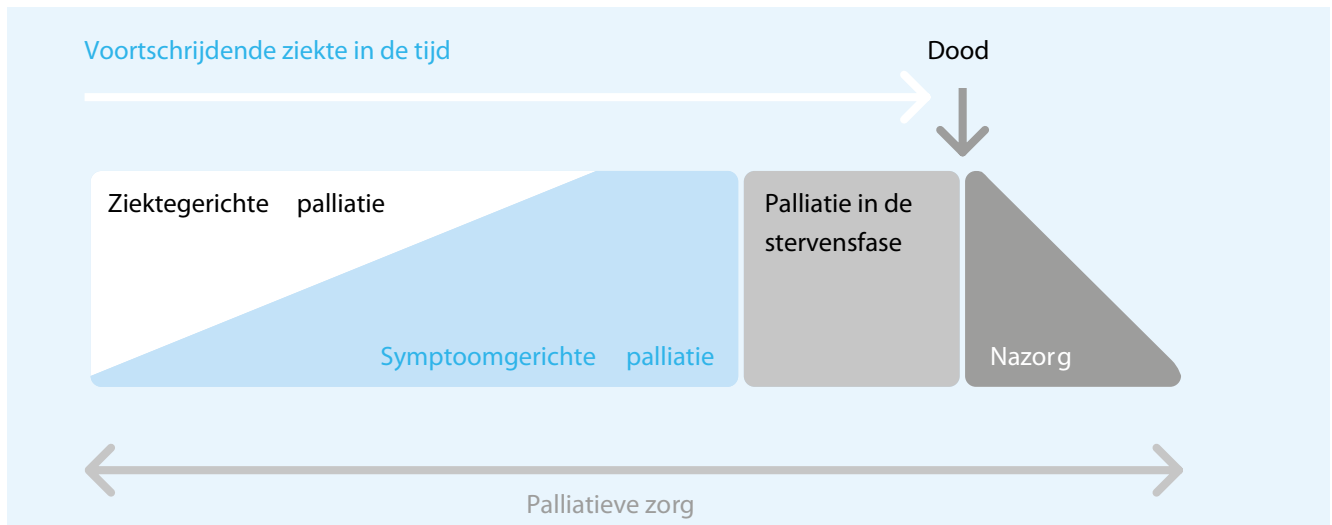 Voortschrijdende ziekte in de tijd
Dood
Ziektegerichte palliatie
Palliatie in de
stervensfase
Symptoomgerichte palliatie
Nazorg
Palliatieve zorg